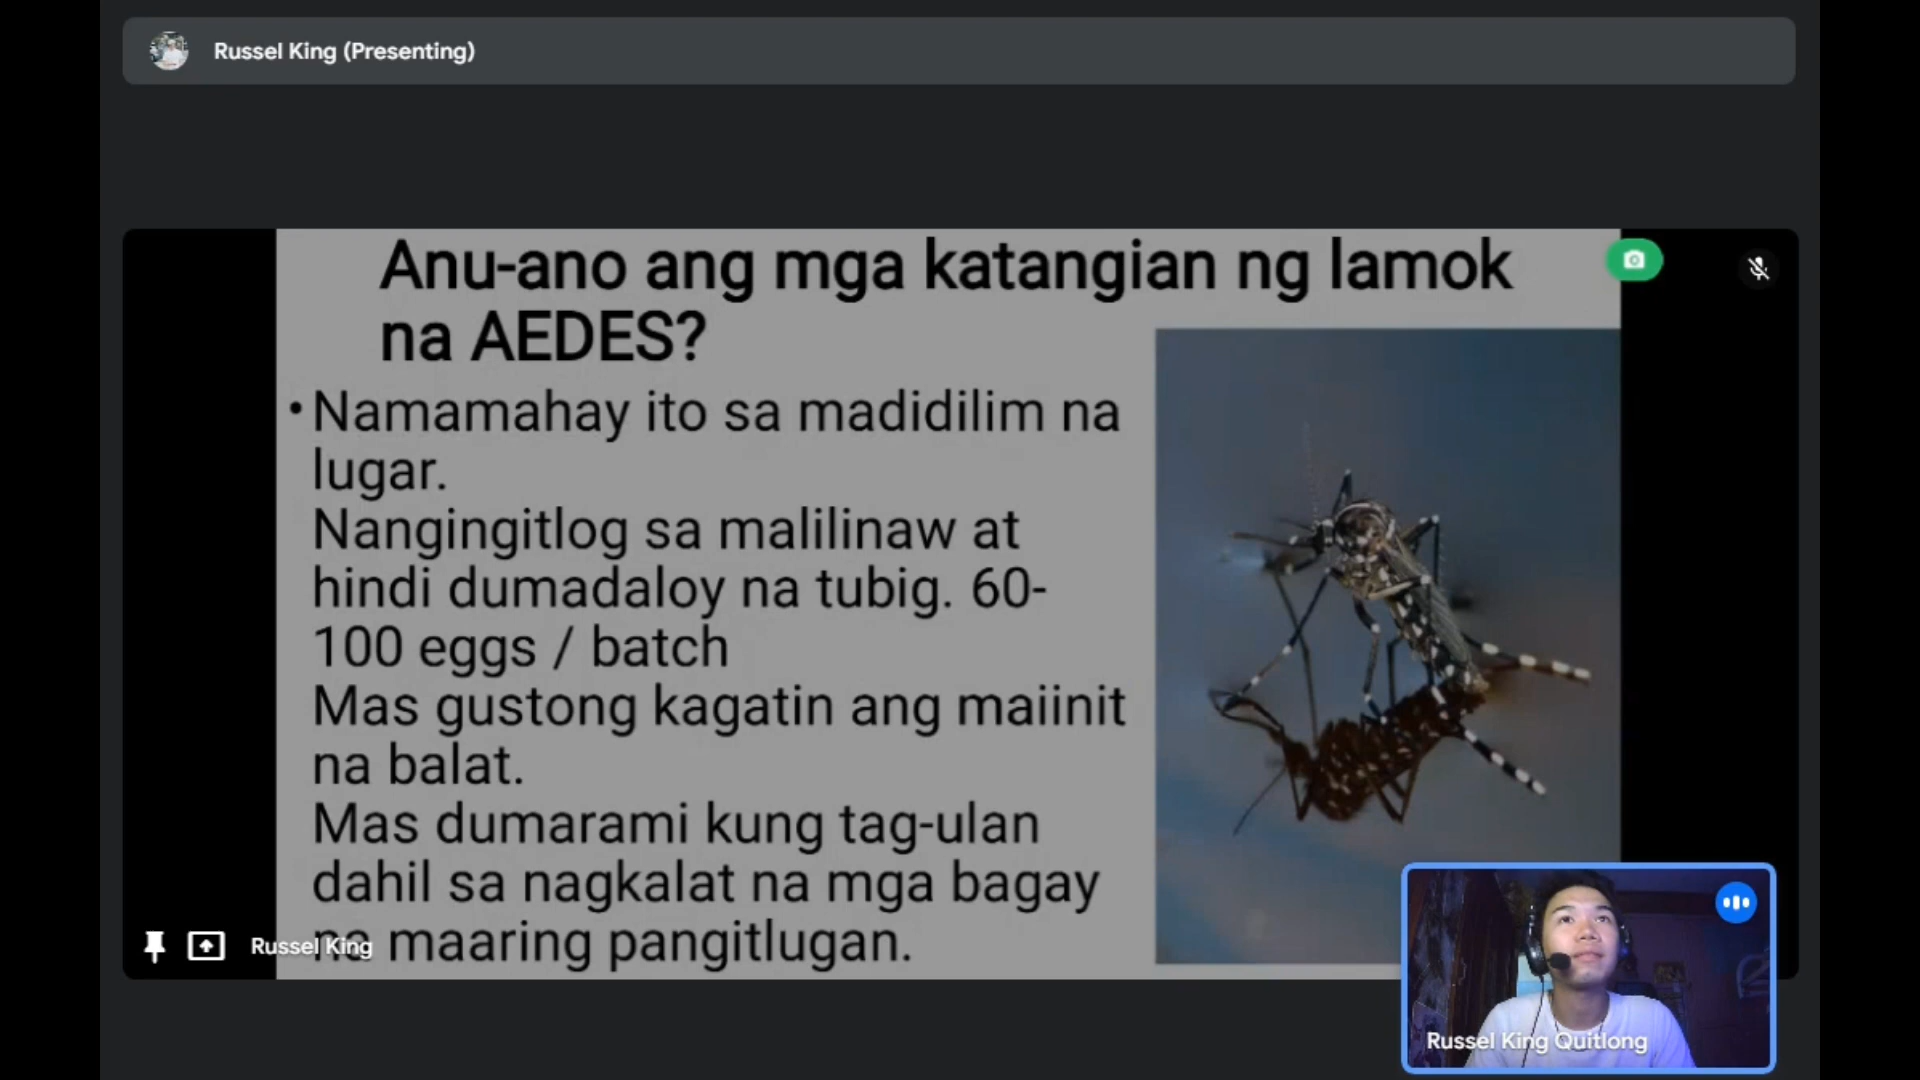 Russel King (Presenting)
Anu-ano ang mga katangian ng lamok
na AEDES?
• Namamahay ito sa madidilim na
lugar.
Nangingitlog sa malilinaw at
hindi dumadaloy na tubig. 60-
100 eggs / batch
Mas gustong kagatin ang maiinit
na balat.
Mas dumarami kung tag-ulan
dahil sa nagkalat na mga bagay
na maaring pangitlugan.
Russel King
Russel King Quitlong